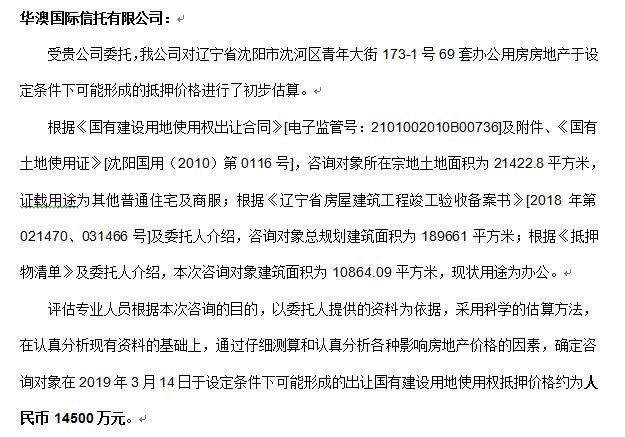 华澳国际信托有限公司：
受贵公司委托，我公司对辽宁省沈阳市沈河区青年大街 173-1 号 69 套办公用房房地产于设
定条件下可能形成的抵押价格进行了初步估算。
根据《国有建设用地使用权出让合同》[电子监管号：2101002010B00736]及附件、《国有
土地使用证》[沈阳国用（2010）第 0116 号]，咨询对象所在宗地土地面积为 21422.8 平方米，
证载用途为其他普通住宅及商服；根据《辽宁省房屋建筑工程竣工验收备案书》[2018 年第
021470、031466 号]及委托人介绍，咨询对象总规划建筑面积为 189661 平方米；根据《抵押
物清单》及委托人介绍，本次咨询对象建筑面积为 10864.09 平方米，现状用途为办公。
评估专业人员根据本次咨询的目的，以委托人提供的资料为依据，采用科学的估算方法，
在认真分析现有资料的基础上，通过仔细测算和认真分析各种影响房地产价格的因素，确定咨
询对象在 2019 年 3 月 14 日于设定条件下可能形成的出让国有建设用地使用权抵押价格约为人
民币 14500 万元。